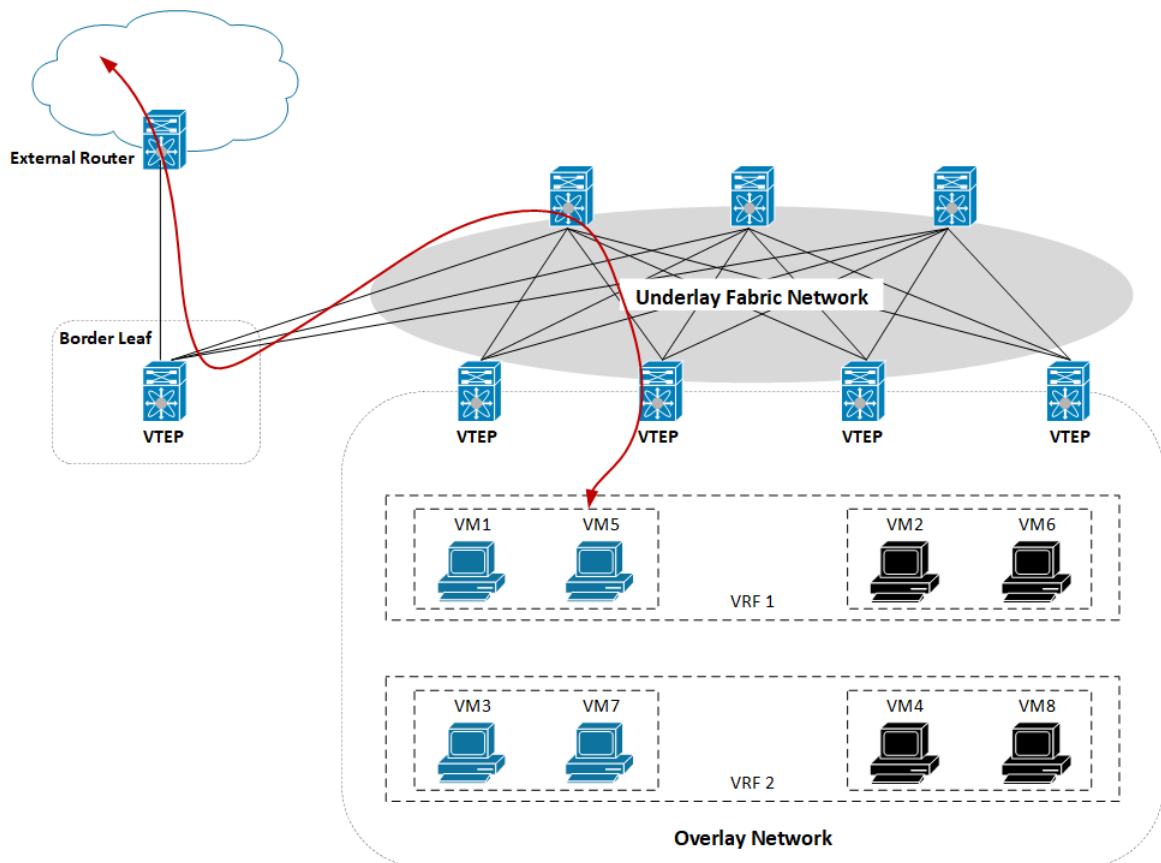 External Router
Underlay Fabric Network
Border Leaf
VTEP
VTEP
VTEP
VTEP
VTEP
VM1
VM5
VM2
VM6
VRF 1
VM3
VM7
VM4
VM8
VRF 2
Overlay Network